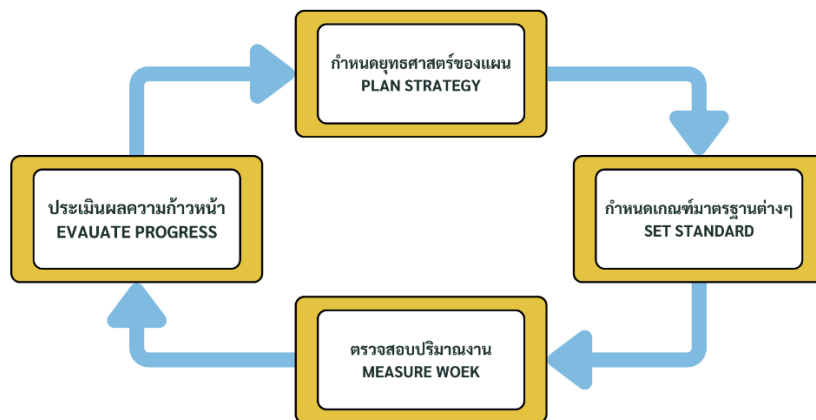 กำหนดยุทธศาสตร์ของแผน
PLAN STRATEGY
กำหนดเกณฑ์มาตรฐานต่างๆ
SET STANDARD
ตรวจสอบปริมาณงาน
MEASURE WOEK
ประเมินผลความก้าวหน้า
EVAUATE PROGRESS